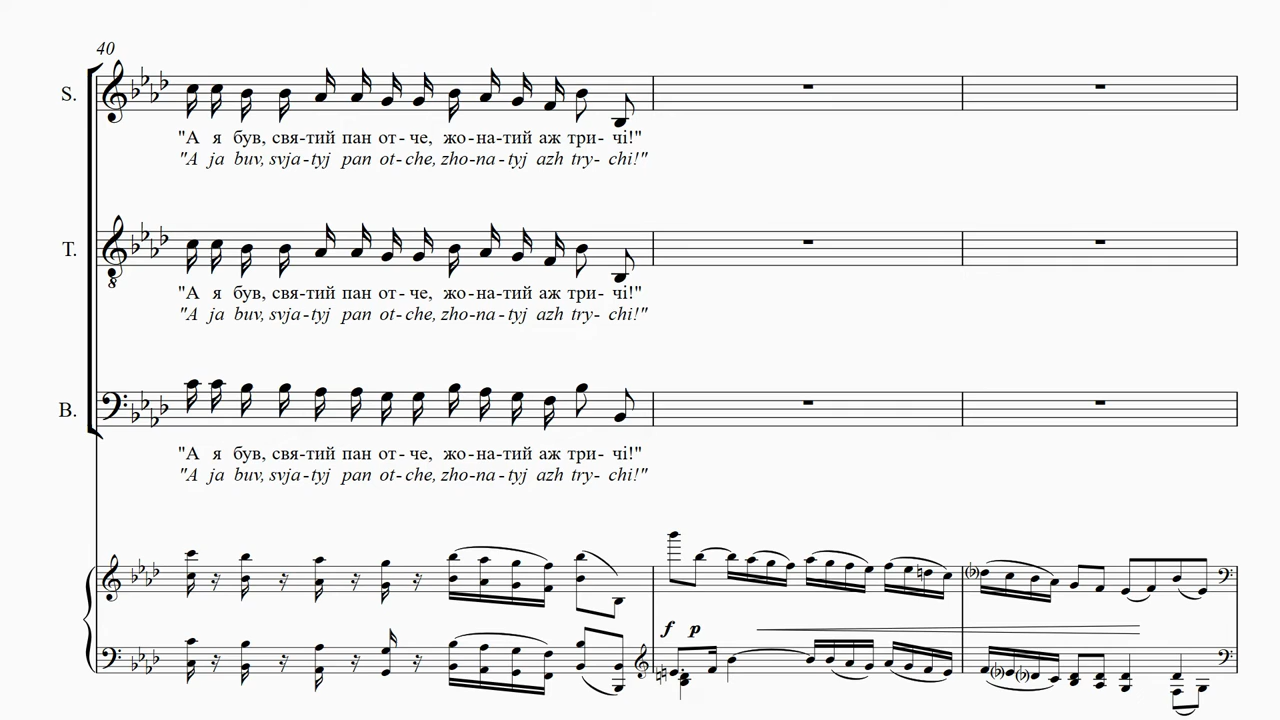 40
S.
"А я був, свя-тий пан от-че, жо-на-тий аж три-чі!"
"A ja buv, svja-tyj pan ot-che, zho-na-tyj azh try-chi!"
T.
8
"А я був, свя-тий пан от-че, жо-на-тий аж три-чі!"
"A ja buv, svja-tyj pan ot-che, zho-na-tyj azh try-chi!"
B.
"А я був, свя-тий пан от-че, жо-на-тий аж три-чі!"
"A ja buv, svja-tyj pan ot-che, zho-na-tyj azh try-chi!"
f p